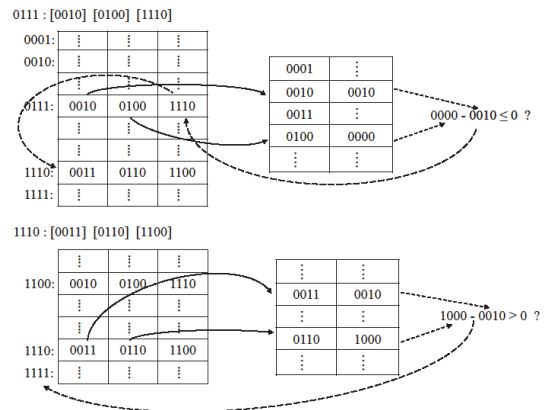 0111 : [0010] [0100] [1110]
0001: ⋮ ⋮ ⋮
0010: ⋮ ⋮ ⋮
⋮ ⋮ ⋮
0111: 0010 0100 1110
⋮ ⋮ ⋮
⋮ ⋮ ⋮
1110: 0011 0110 1100
1111: ⋮ ⋮ ⋮
0001 ⋮
0010 0010
0011 ⋮
0100 0000
⋮ ⋮
0000 - 0010 ≤ 0 ?
1110 : [0011] [0110] [1100]
⋮ ⋮ ⋮
1100: 0010 0100 1110
⋮ ⋮ ⋮
⋮ ⋮ ⋮
1110: 0011 0110 1100
1111: ⋮ ⋮ ⋮
⋮ ⋮
0011 0010
⋮ ⋮
0110 1000
⋮ ⋮
1000 - 0010 > 0 ?